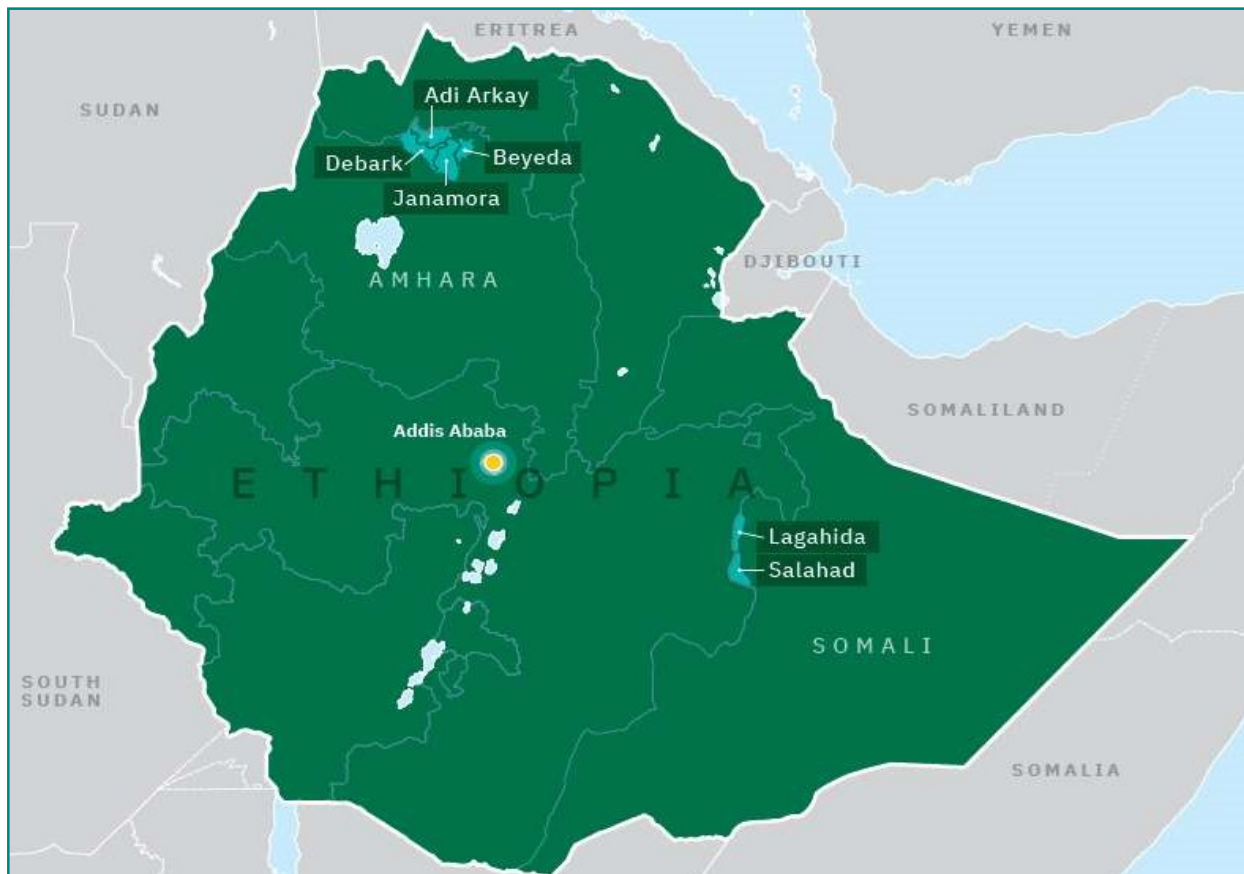 ERITREA
YEMEN
SUDAN
Adi Arkay
Debark
Beyeda
Janamora
DJIBOUTI
AMHARA
SOMALILAND
Addis Ababa
ETHIOPIA
Lagahida
Salahad
SOMALI
SOUTH
SUDAN
SOMALIA